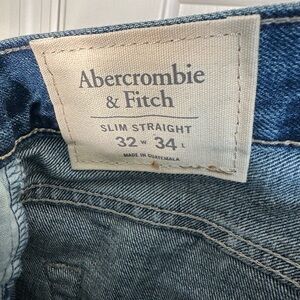 Abercrombie
& Fitch
SLIM STRAIGHT
32 W 34 L
MADE IN GUATEMALA